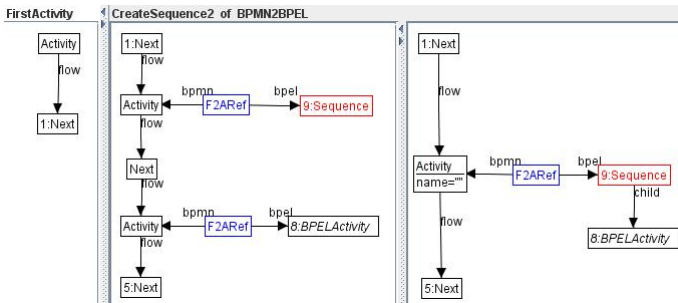 FirstActivity
CreateSequence2 of BPMN2BPEL
Activity
flow
1:Next
1:Next
flow
bpmn
bpel
Activity
F2ARef
9:Sequence
flow
Next
flow
bpmn
bpel
Activity
F2ARef
8:BPELActivity
flow
5:Next
1:Next
flow
bpmn
bpel
Activity
name=""
F2ARef
9:Sequence
child
flow
8:BPELActivity
5:Next